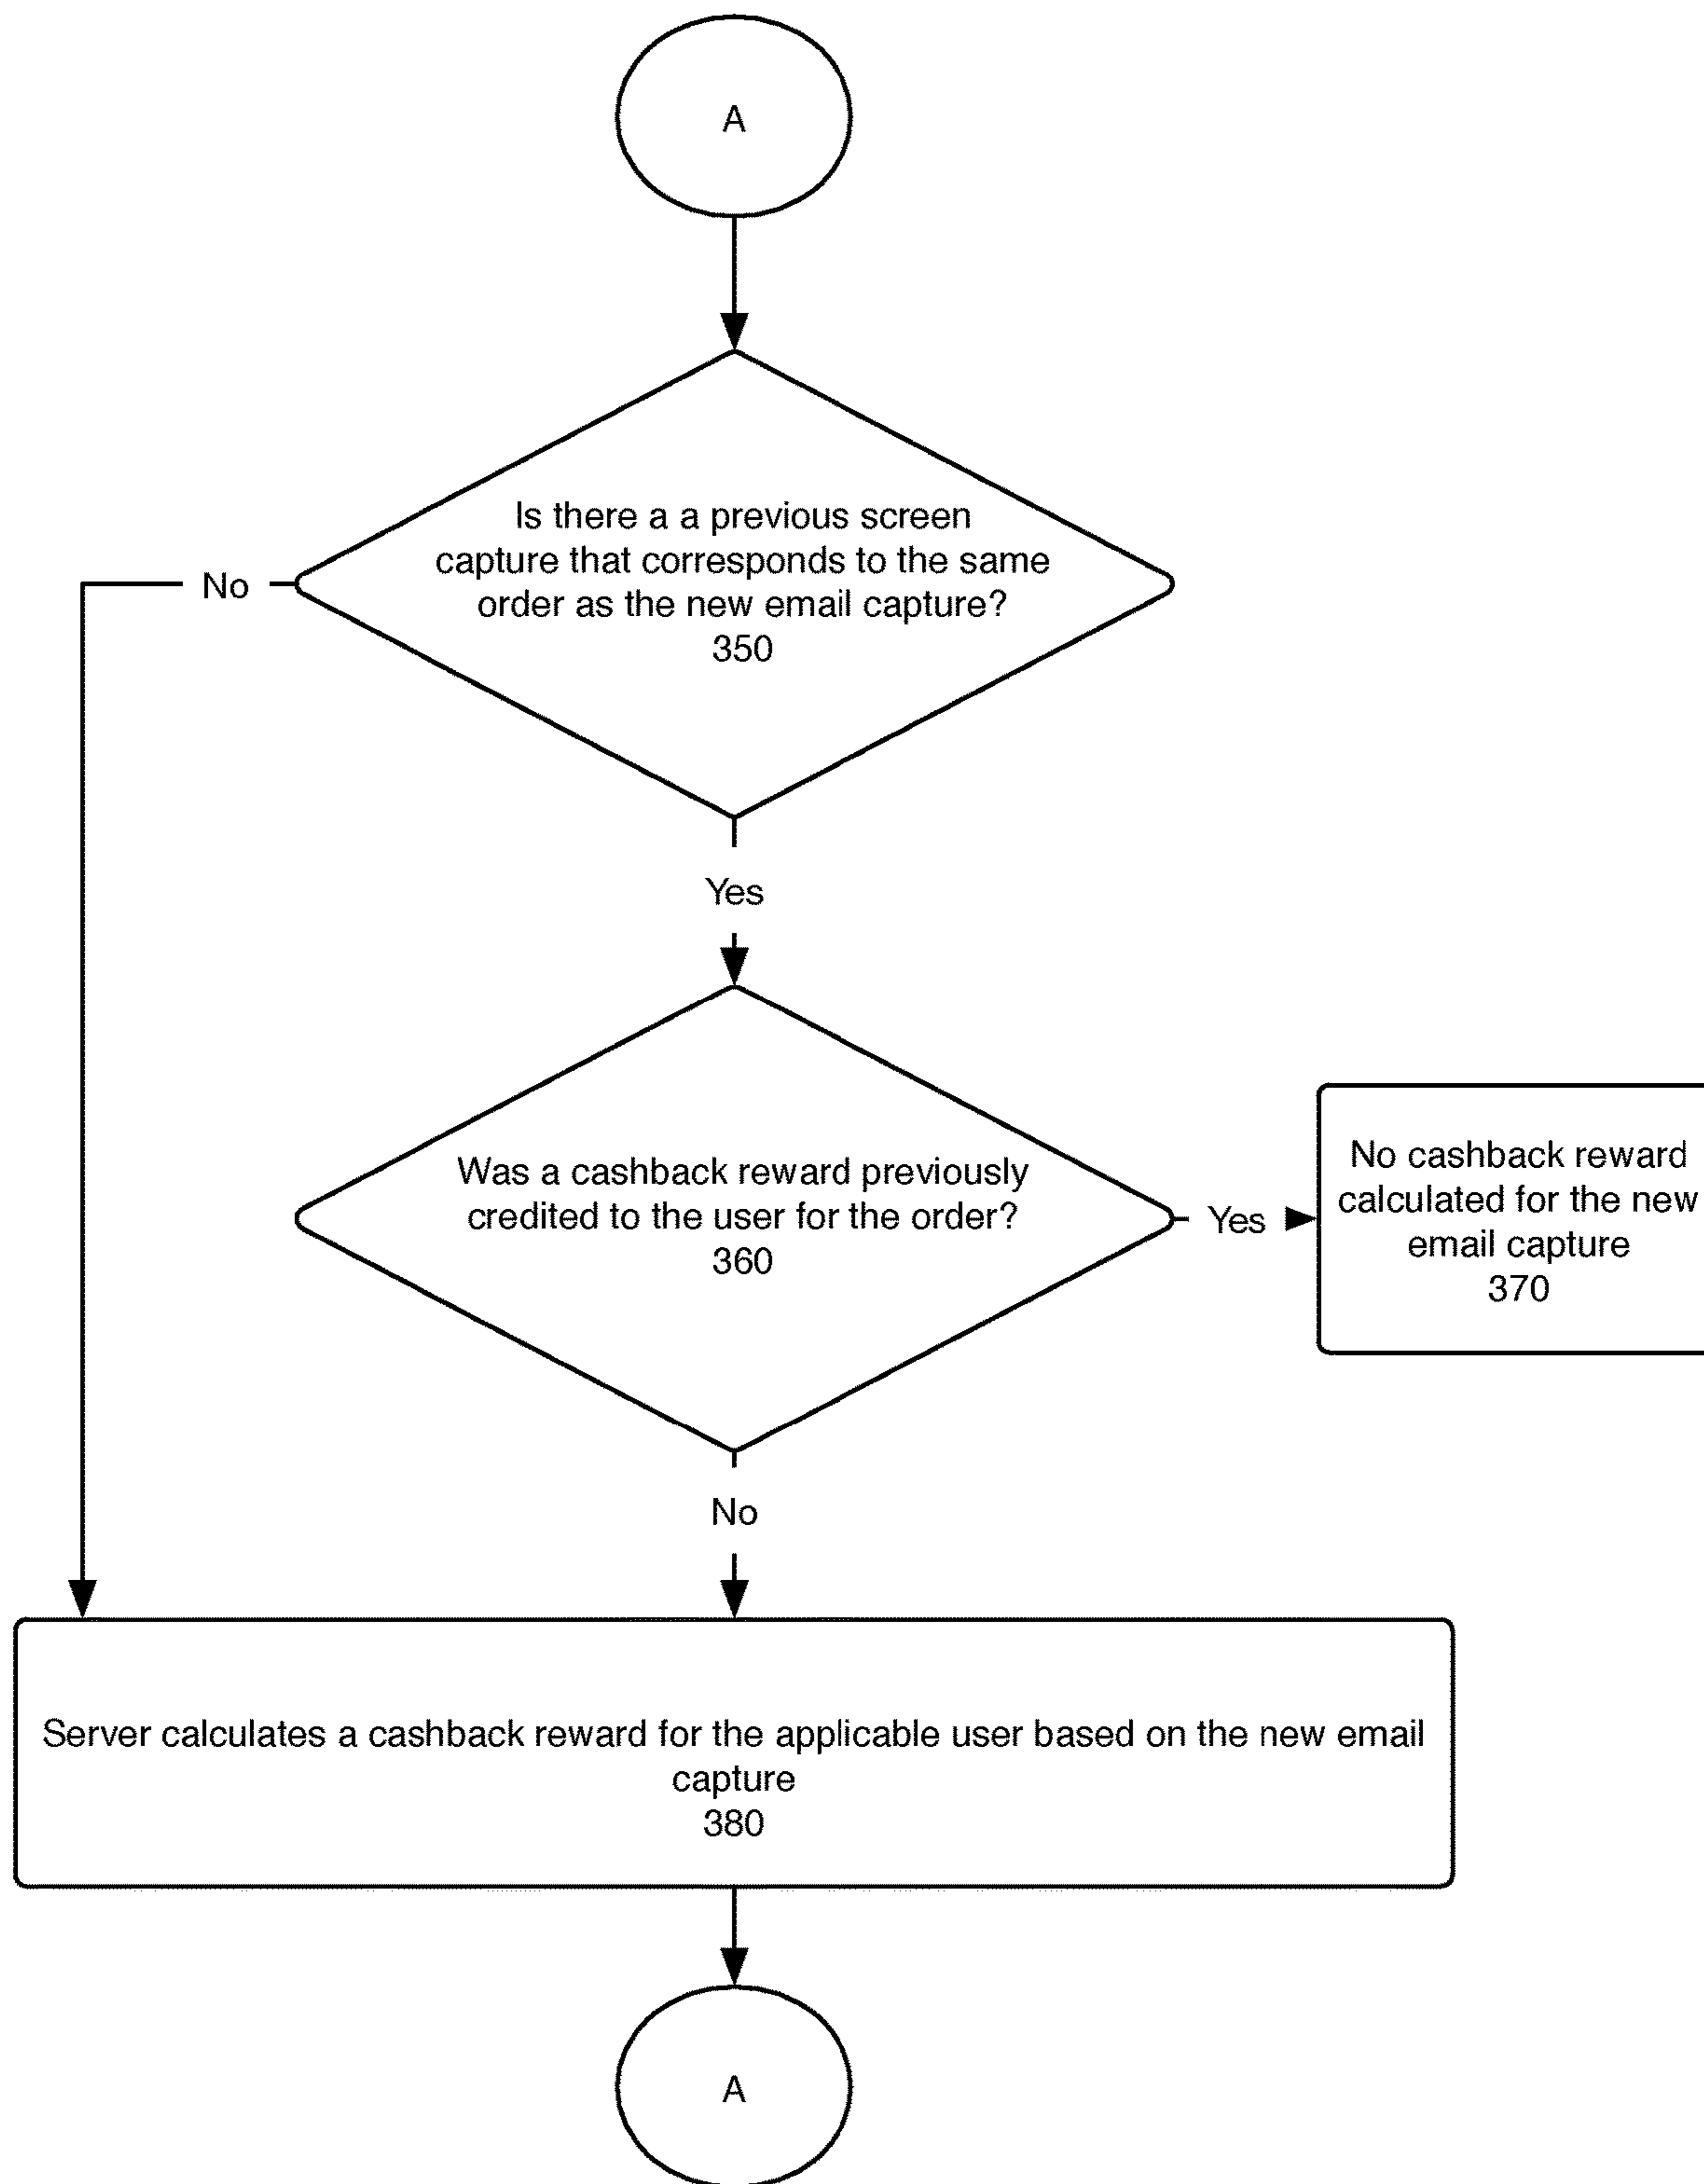 A
Is there a a previous screen
capture that corresponds to the same
order as the new email capture?
350
No
Yes
Was a cashback reward previously
credited to the user for the order?
360
Yes
No cashback reward
calculated for the new
email capture
370
No
Server calculates a cashback reward for the applicable user based on the new email
capture
380
A